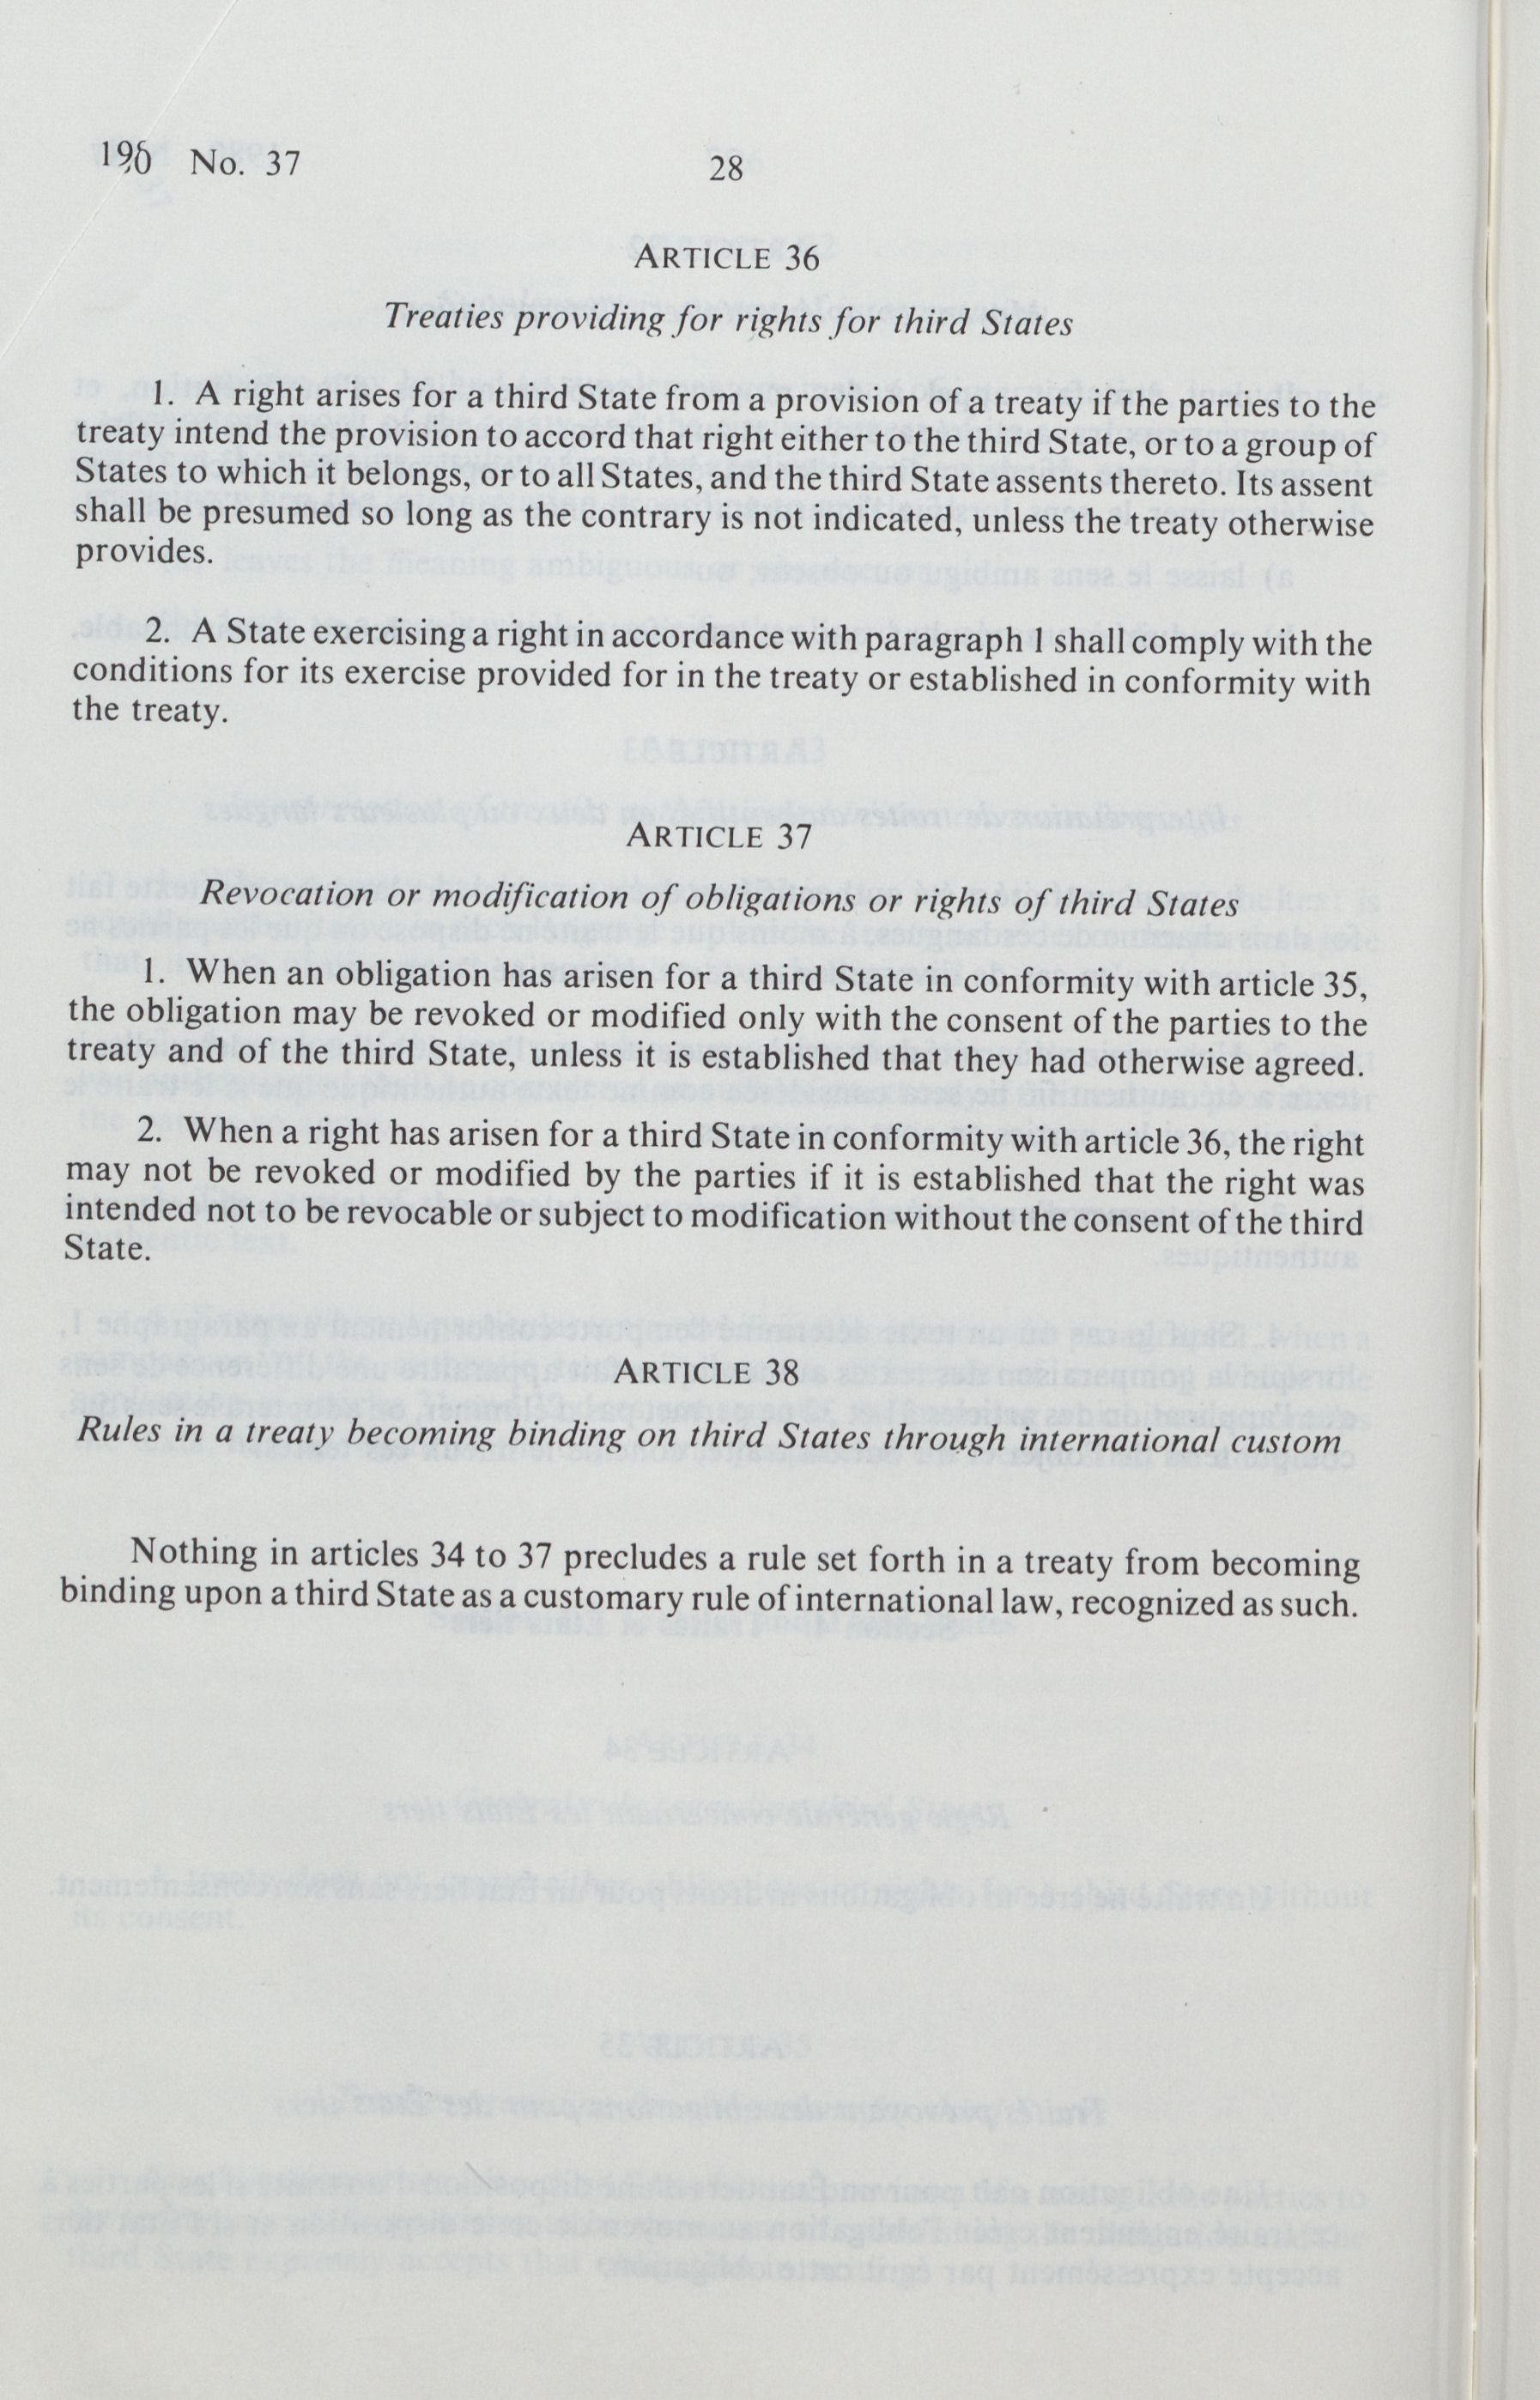 No. 37
28
ARTICLE 36
Treaties providing for rights for third States
1. A right arises for a third State from a provision of a treaty if the parties to the
treaty intend the provision to accord that right either to the third State, or to a group of
States to which it belongs, or to all States, and the third State assents thereto. Its assent
shall be presumed so long as the contrary is not indicated, unless the treaty otherwise
provides.
2. A State exercising a right in accordance with paragraph 1 shall comply with the
conditions for its exercise provided for in the treaty or established in conformity with
the treaty.
ARTICLE 37
Revocation or modification of obligations or rights of third States
1. When an obligation has arisen for a third State in conformity with article 35,
the obligation may be revoked or modified only with the consent of the parties to the
treaty and of the third State, unless it is established that they had otherwise agreed.
2. When a right has arisen for a third State in conformity with article 36, the right
may not be revoked or modified by the parties if it is established that the right was
intended not to be revocable or subject to modification without the consent of the third
State.
ARTICLE 38
Rules in a treaty becoming binding on third States through international custom
Nothing in articles 34 to 37 precludes a rule set forth in a treaty from becoming
binding upon a third State as a customary rule of international law, recognized as such.